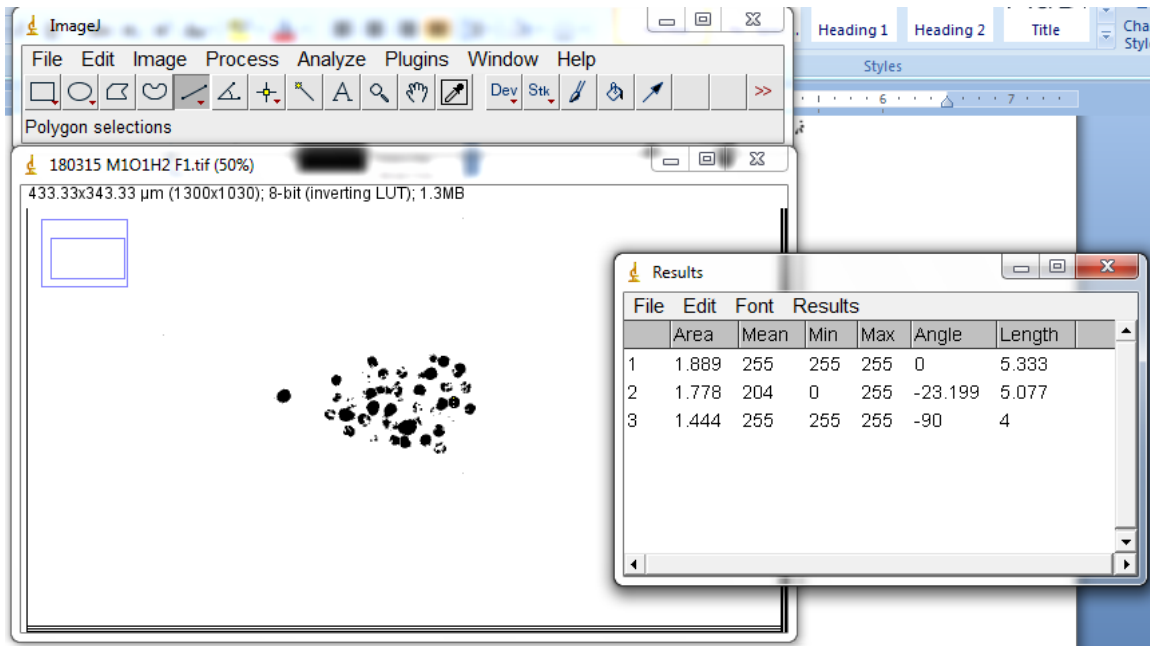 ImageJ
File Edit Image Process Analyze Plugins Window Help
A Dev Stk >>
Polygon selections
Heading 1 Heading 2 Title
Styles
6 7
180315 M1O1H2 F1.tif (50%)
433.33x343.33 µm (1300x1030); 8-bit (inverting LUT); 1.3MB
Results
File Edit Font Results
Area Mean Min Max Angle Length
1 1.889 255 255 255 0 5.333
2 1.778 204 0 255 -23.199 5.077
3 1.444 255 255 255 -90 4